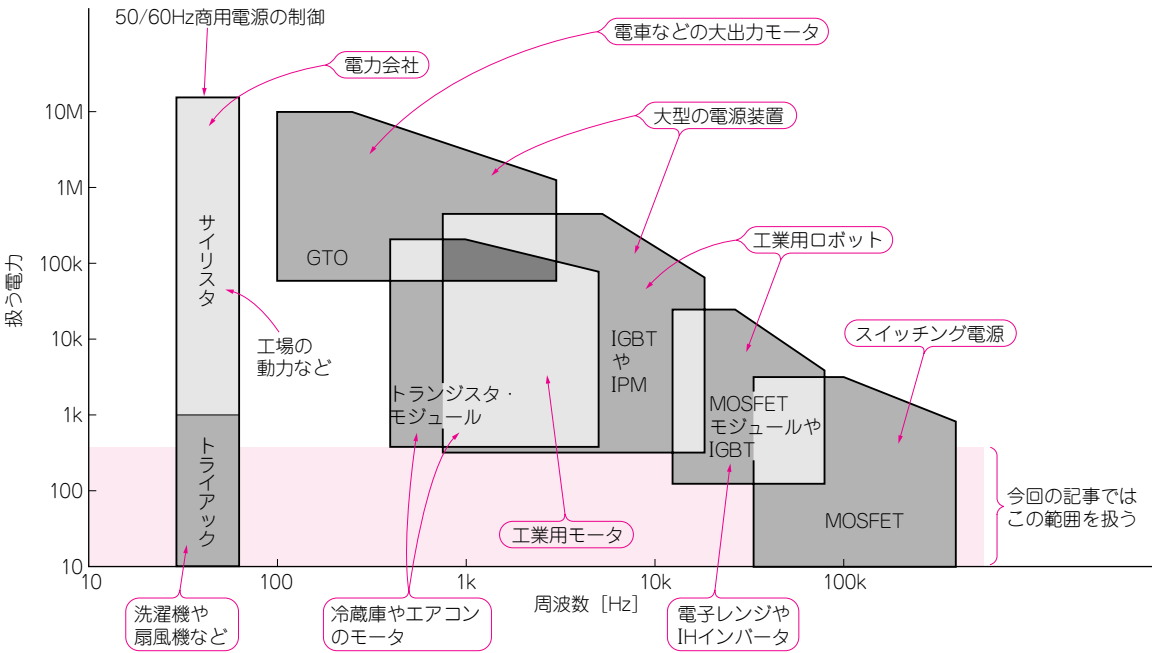 50/60Hz商用電源の制御
電力会社
電車などの大出力モータ
大型の電源装置
工業用ロボット
スイッチング電源
扱う電力
10M
1M
100k
10k
1k
100
10
サイリスタ
トライアック
工場の
動力など
GTO
トランジスタ・
モジュール
IGBT
や
IPM
MOSFET
モジュールや
IGBT
MOSFET
工業用モータ
今回の記事では
この範囲を扱う
10
100
1k
10k
100k
周波数［Hz］
洗濯機や
扇風機など
冷蔵庫やエアコン
のモータ
電子レンジや
IHインバータ